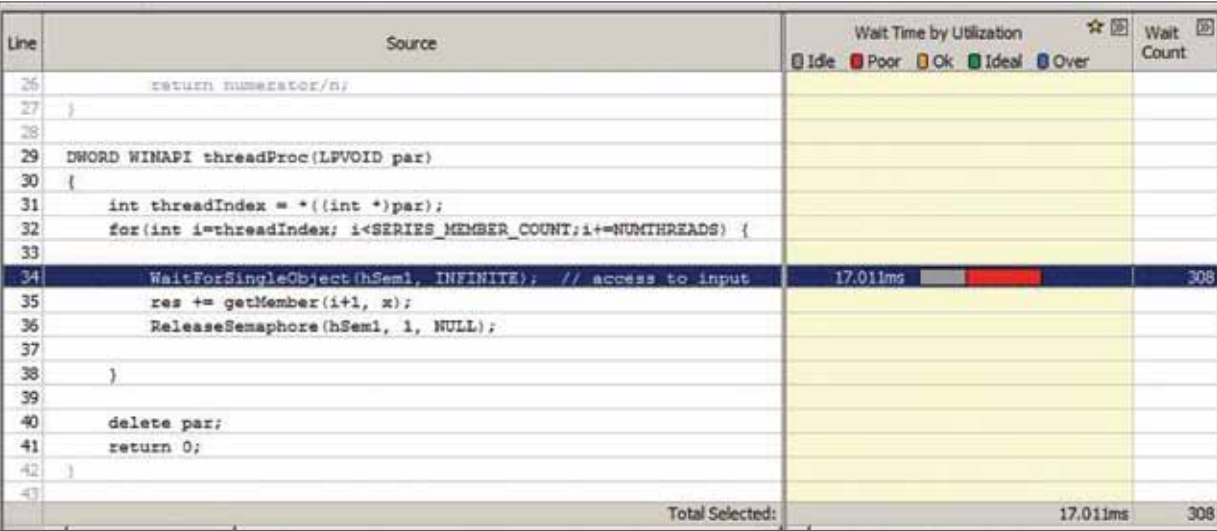 Line Source Wait Time by Utilization Wait Count
Idle Poor Ok Ideal Over
26 return numerator/n;
27 }
28
29 DWORD WINAPI threadProc(LPVOID par)
30 {
31 int threadIndex = *((int *)par);
32 for(int i=threadIndex; i<SERIES_MEMBER_COUNT;i+=NUMTHREADS) {
33
34 WaitForSingleObject(hSem1, INFINITE); // access to input 17.011ms 308
35 res += getMember(i+1, x);
36 ReleaseSemaphore(hSem1, 1, NULL);
37
38 }
39
40 delete par;
41 return 0;
42 }
43
Total Selected: 17.011ms 308